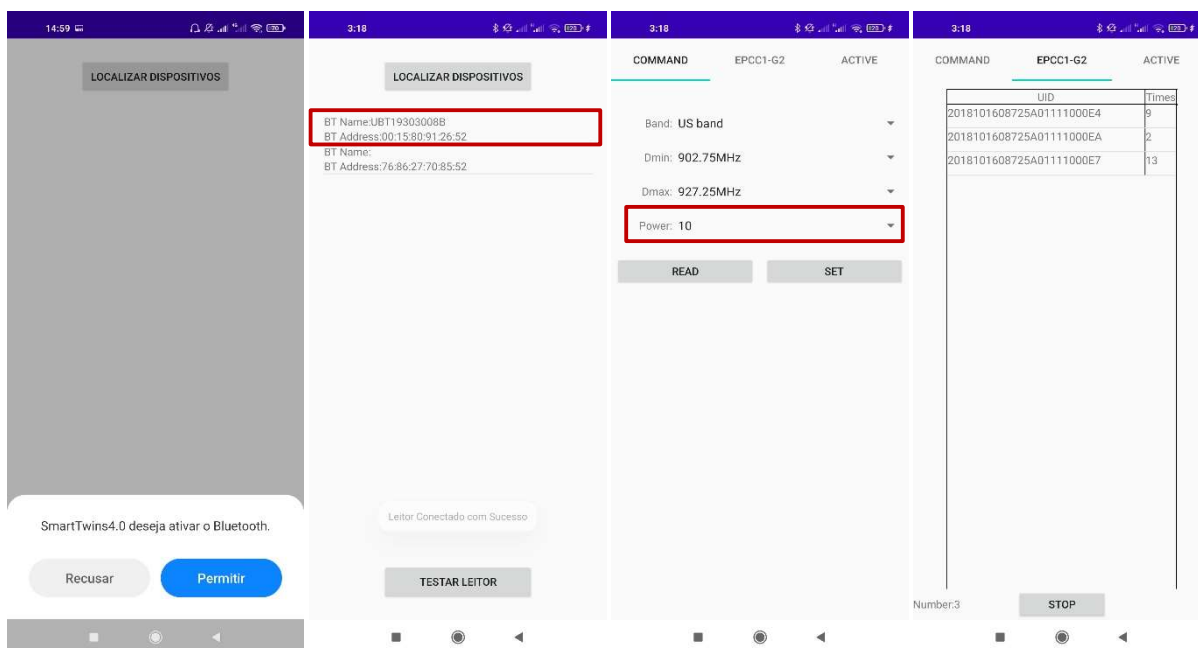 14:59
LOCALIZAR DISPOSITIVOS
SmartTwins4.0 deseja ativar o Bluetooth.
Recusar Permitir
3:18
LOCALIZAR DISPOSITIVOS
BT Name:UBT19303008B
BT Address:00:15:80:91:26:52
BT Name:
BT Address:76:86:27:70:85:52
Leitor Conectado com Sucesso
TESTAR LEITOR
3:18
COMMAND EPCC1-G2 ACTIVE
Band: US band
Dmin: 902.75MHz
Dmax: 927.25MHz
Power: 10
READ SET
3:18
COMMAND EPCC1-G2 ACTIVE
UID Times
2018101608725A01111000E4 9
2018101608725A01111000EA 2
2018101608725A01111000E7 13
Number:3 STOP